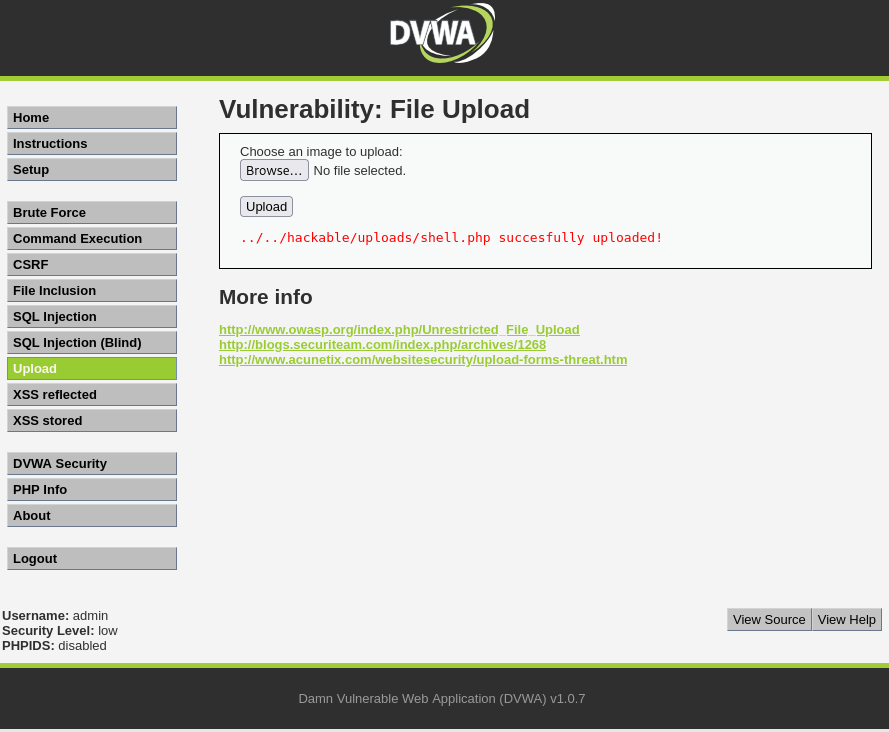 DVWA
Vulnerability: File Upload
Home
Instructions
Setup
Brute Force
Command Execution
CSRF
File Inclusion
SQL Injection
SQL Injection (Blind)
Upload
XSS reflected
XSS stored
DVWA Security
PHP Info
About
Logout
Choose an image to upload:
Browse... No file selected.
Upload
../../hackable/uploads/shell.php succesfully uploaded!
More info
http://www.owasp.org/index.php/Unrestricted_File_Upload
http://blogs.securiteam.com/index.php/archives/1268
http://www.acunetix.com/websitesecurity/upload-forms-threat.htm
Username: admin
Security Level: low
PHPIDS: disabled
View Source View Help
Damn Vulnerable Web Application (DVWA) v1.0.7